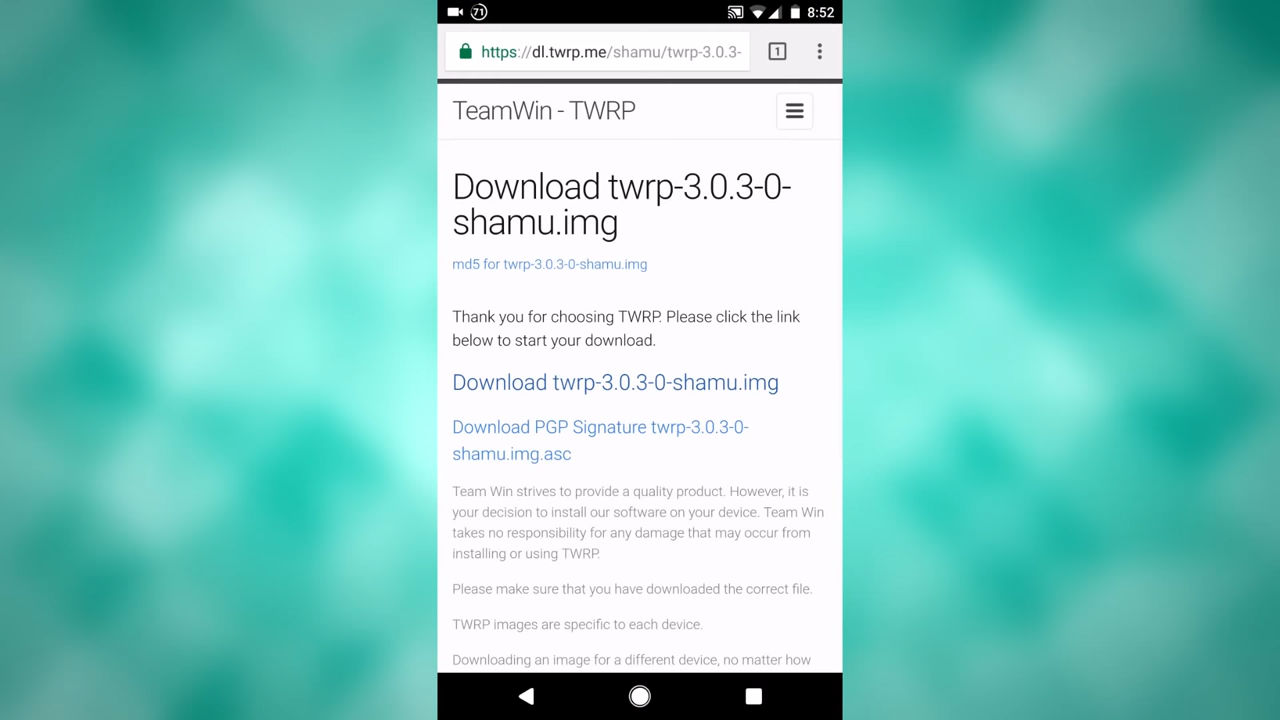 71
8:52
https://dl.twrp.me/shamu/twrp-3.0.3-
1
TeamWin - TWRP
Download twrp-3.0.3-0-
shamu.img
md5 for twrp-3.0.3-0-shamu.img
Thank you for choosing TWRP. Please click the link
below to start your download.
Download twrp-3.0.3-0-shamu.img
Download PGP Signature twrp-3.0.3-0-
shamu.img.asc
Team Win strives to provide a quality product. However, it is
your decision to install our software on your device. Team Win
takes no responsibility for any damage that may occur from
installing or using TWRP.
Please make sure that you have downloaded the correct file.
TWRP images are specific to each device.
Downloading an image for a different device, no matter how